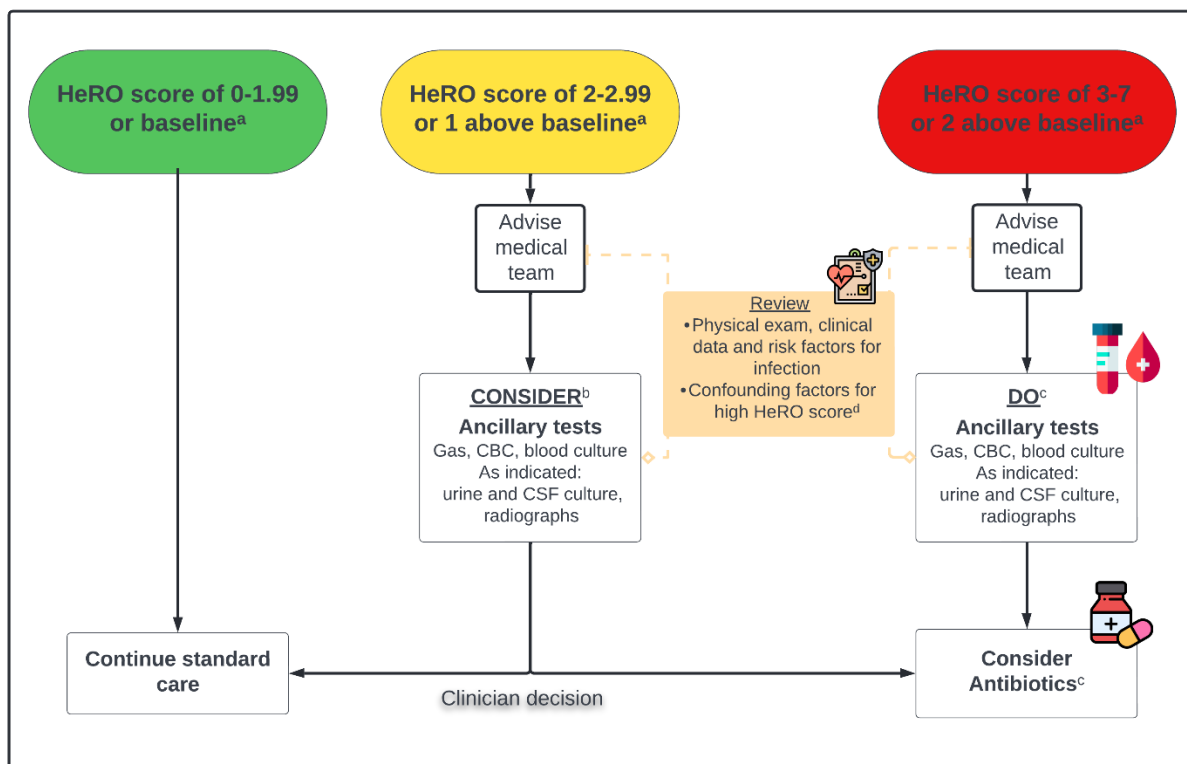 HeRO score of 0-1.99
or baselineᵃ
HeRO score of 2-2.99
or 1 above baselineᵃ
HeRO score of 3-7
or 2 above baselineᵃ
Advise
medical
team
Advise
medical
team
Review
•Physical exam, clinical
data and risk factors for
infection
•Confounding factors for
high HeRO scoreᵈ
CONSIDERᵇ
Ancillary tests
Gas, CBC, blood culture
As indicated:
urine and CSF culture,
radiographs
DOᶜ
Ancillary tests
Gas, CBC, blood culture
As indicated:
urine and CSF culture,
radiographs
Continue standard
care
Clinician decision
Consider
Antibioticsᶜ